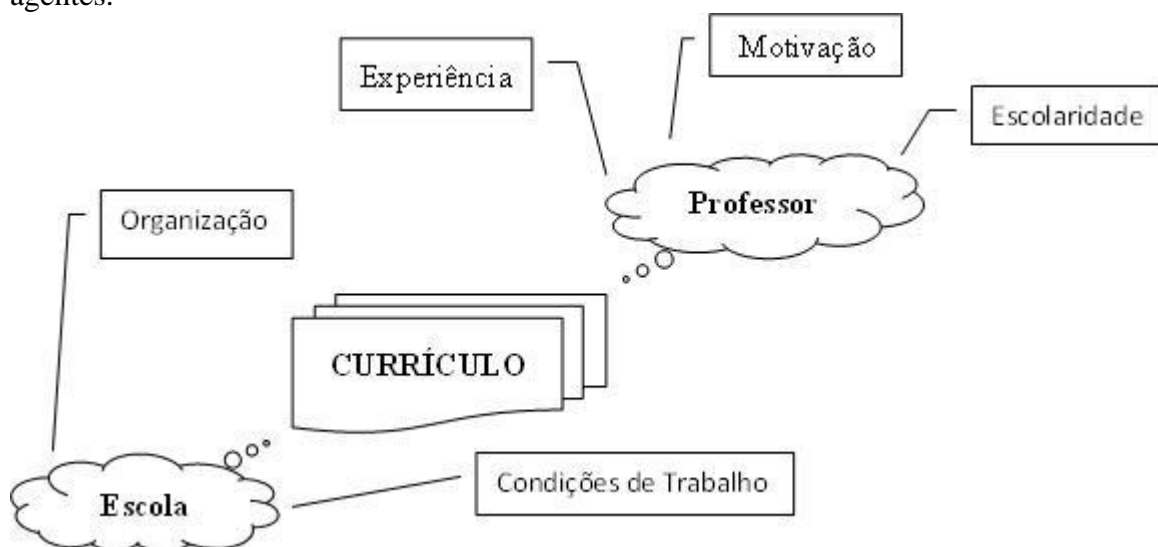 agentes.
Motivação
Experiência
Escolaridade
Professor
Organização
CURRÍCULO
Condições de Trabalho
Escola